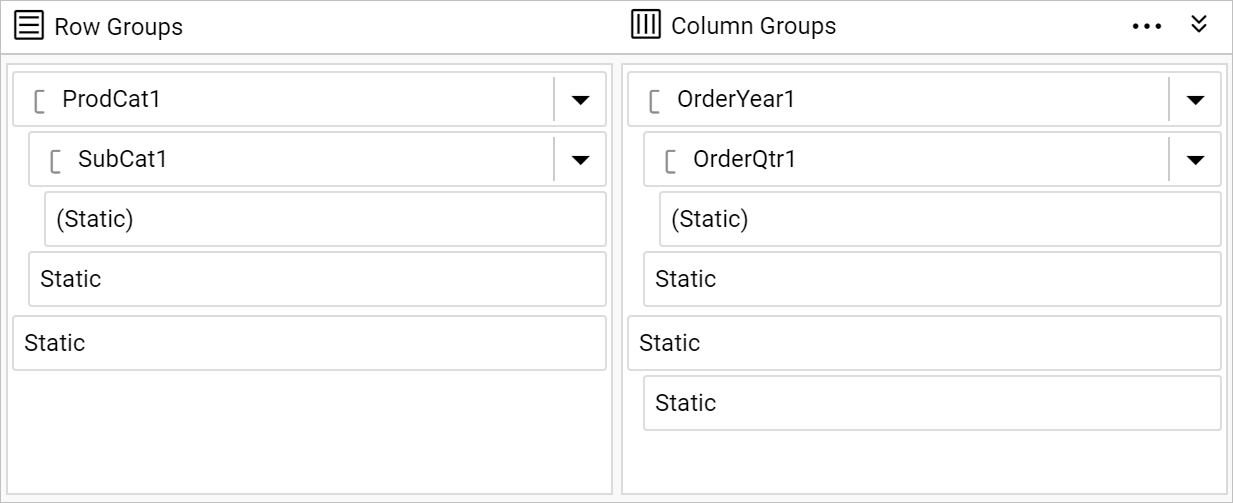 Row Groups
ProdCat1
SubCat1
(Static)
Static
Static
Column Groups
OrderYear1
OrderQtr1
(Static)
Static
Static
Static